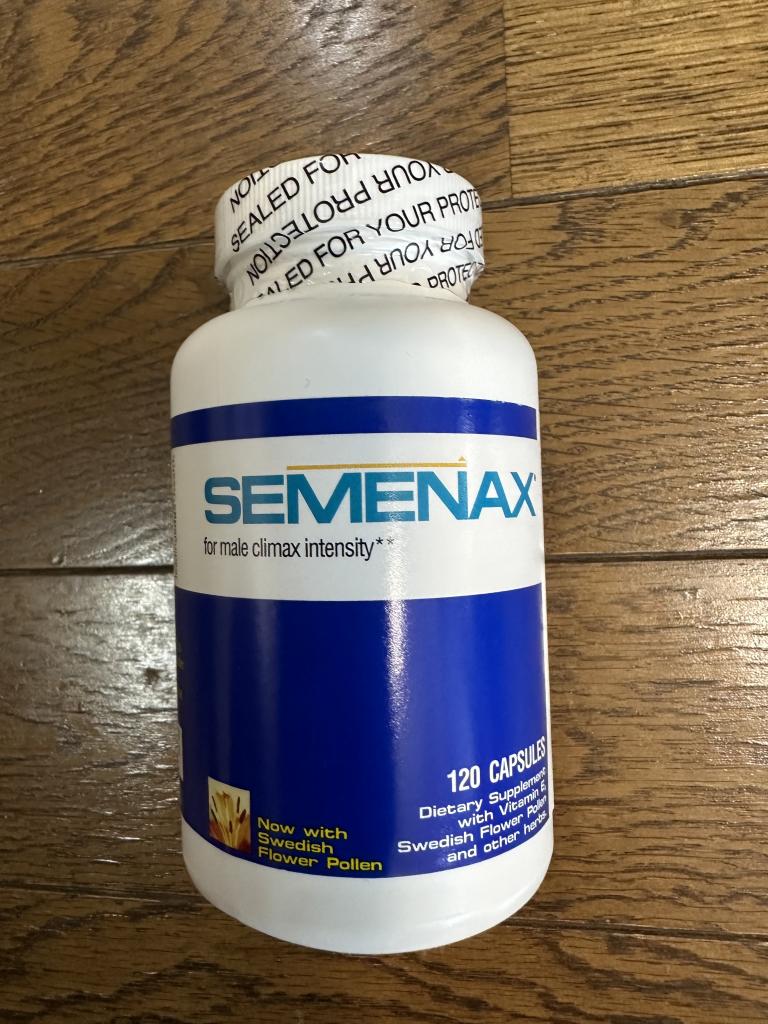 SEALED FOR
PROTECTION
YOUR
SEALED FOR YOUR
SEMENAX
for male climax intensity**
120 CAPSULES
Dietary Supplement
with Vitamin E,
Swedish Flower Pollen
and other herbs.
Now with
Swedish
Flower Pollen